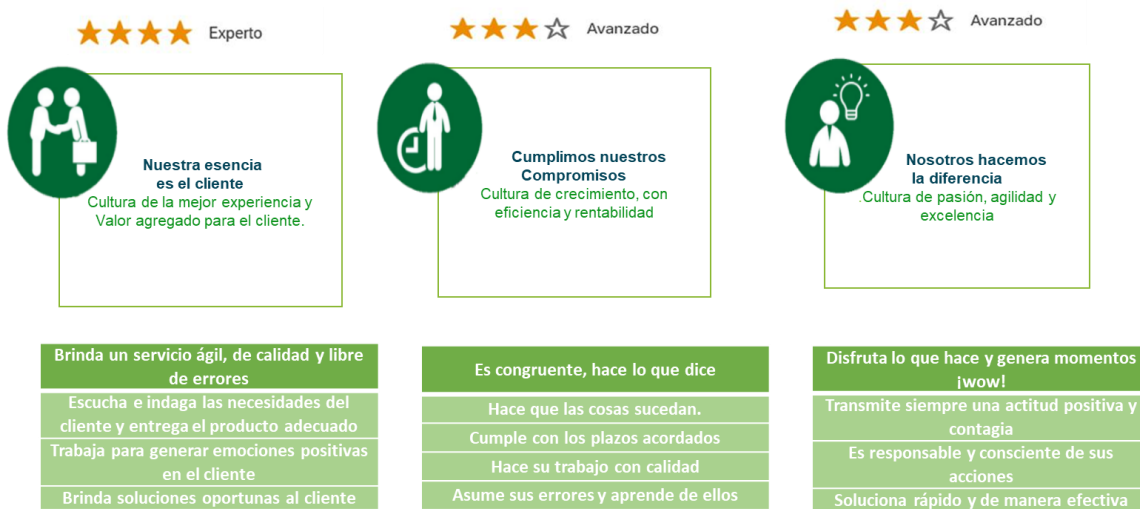 Experto
Nuestra esencia
es el cliente
Cultura de la mejor experiencia y
Valor agregado para el cliente.
Brinda un servicio ágil, de calidad y libre
de errores
Escucha e indaga las necesidades del
cliente y entrega el producto adecuado
Trabaja para generar emociones positivas
en el cliente
Brinda soluciones oportunas al cliente
Avanzado
Cumplimos nuestros
Compromisos
Cultura de crecimiento, con
eficiencia y rentabilidad
Es congruente, hace lo que dice
Hace que las cosas sucedan.
Cumple con los plazos acordados
Hace su trabajo con calidad
Asume sus errores y aprende de ellos
Avanzado
Nosotros hacemos
la diferencia
.Cultura de pasión, agilidad y
excelencia
Disfruta lo que hace y genera momentos
¡wow!
Transmite siempre una actitud positiva y
contagia
Es responsable y consciente de sus
acciones
Soluciona rápido y de manera efectiva